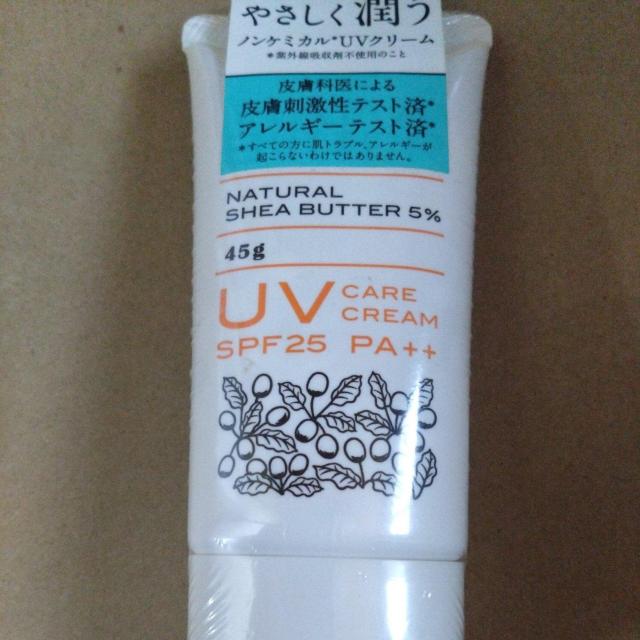 やさしく潤う
ノンケミカル*UVクリーム
*紫外線吸収剤不使用のこと
皮膚科医による
皮膚刺激性テスト済*
アレルギーテスト済*
*すべての方に肌トラブル、アレルギーが
起こらないわけではありません。
NATURAL
SHEA BUTTER 5%
45g
UV CARE
CREAM
SPF25 PA++